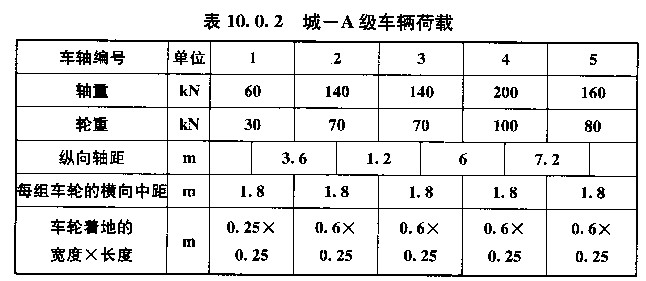 表 10.0.2 城－A 级车辆荷载
车轴编号 单位 1 2 3 4 5
轴重 kN 60 140 140 200 160
轮重 kN 30 70 70 100 80
纵向轴距 m 3.6 1.2 6 7.2
每组车轮的横向中距 m 1.8 1.8 1.8 1.8 1.8
车轮着地的 0.25× 0.6× 0.6× 0.6× 0.6×
m
宽度×长度 0.25 0.25 0.25 0.25 0.25